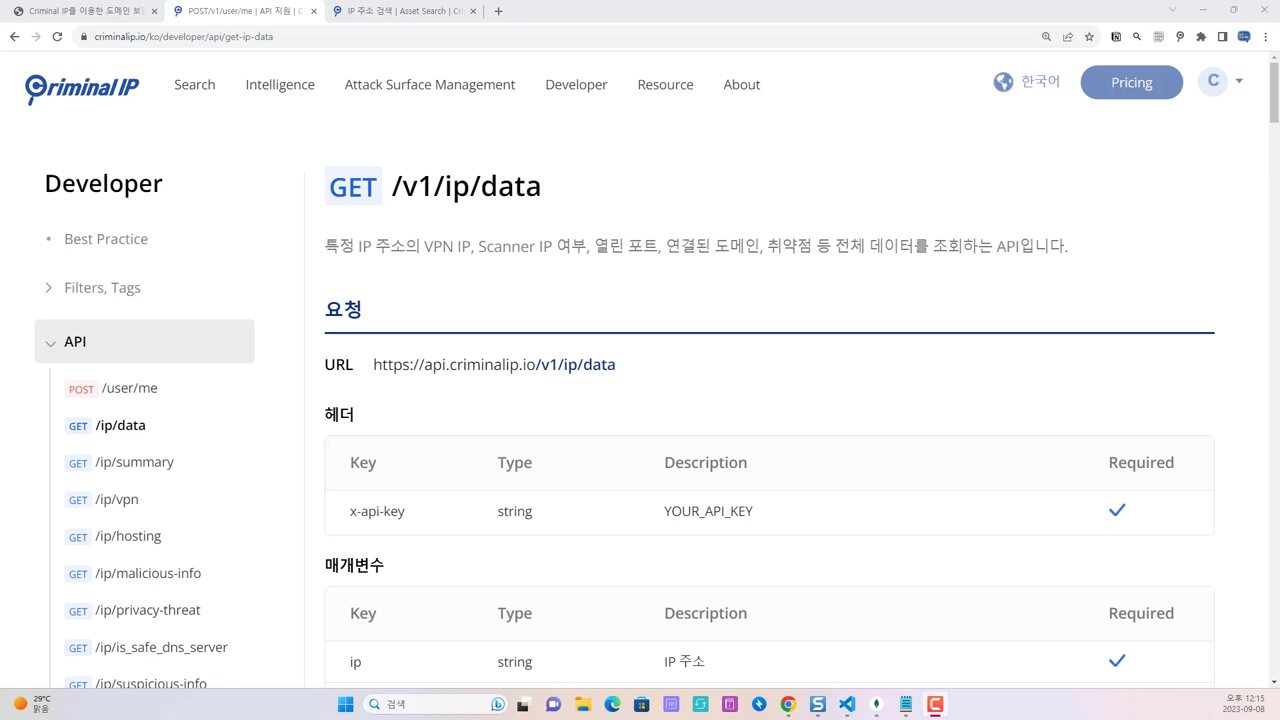 Criminal IP를 이용한 도메인 보
POST/v1/user/me | API 지원 | C
IP 주소 검색 | Asset Search | Cri
criminalip.io/ko/developer/api/get-ip-data
Criminal IP
Search
Intelligence
Attack Surface Management
Developer
Resource
About
한국어
Pricing
C
Developer
Best Practice
Filters, Tags
API
POST /user/me
GET /ip/data
GET /ip/summary
GET /ip/vpn
GET /ip/hosting
GET /ip/malicious-info
GET /ip/privacy-threat
GET /ip/is_safe_dns_server
GET /ip/suspicious-info
GET /v1/ip/data
특정 IP 주소의 VPN IP, Scanner IP 여부, 열린 포트, 연결된 도메인, 취약점 등 전체 데이터를 조회하는 API입니다.
요청
URL https://api.criminalip.io/v1/ip/data
헤더
Key Type Description Required
x-api-key string YOUR_API_KEY
매개변수
Key Type Description Required
ip string IP 주소
29°C
맑음
검색
오후 12:15
2023-09-08